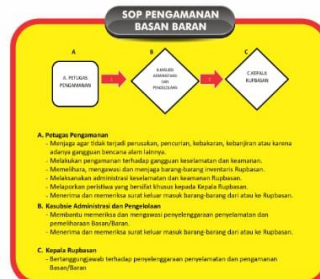 SOP PENGAMANAN
BASAN BARAN
A
B
C
A. PETUGAS
PENGAMANAN
B.KASUBSI
ADMINISTRASI
DAN
PENGELOLAAN
C.KEPALA
RUPBASAN
A. Petugas Pengamanan
- Menjaga agar tidak terjadi perusakan, pencurian, kebakaran, kebanjiran atau karena
adanya gangguan bencana alam lainnya.
- Melakukan pengamanan terhadap gangguan keselamatan dan keamanan.
- Memelihara, mengawasi dan menjaga barang-barang inventaris Rupbasan.
- Melaksanakan administrasi keselamatan dan keamanan Rupbasan.
- Melaporkan peristiwa yang bersifat khusus kepada Kepala Rupbasan.
- Menerima dan memeriksa surat keluar masuk barang-barang dari atau ke Rupbasan.
B. Kasubsie Administrasi dan Pengelolaan
- Membantu memeriksa dan mengawasi penyelenggaraan penyelamatan dan
pemeliharaan Basan/Baran.
- Menerima dan memeriksa surat keluar masuk barang-barang dari atau ke Rupbasan.
C. Kepala Rupbasan
- Bertanggungjawab terhadap penyelenggaraan penyelamatan dan pengamanan
Basan/Baran